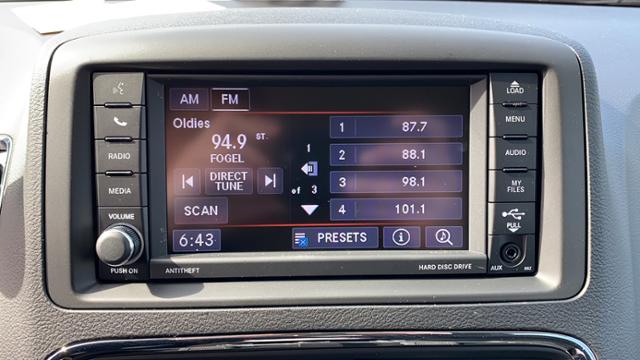 AM FM
Oldies
94.9 ST.
FOGEL
DIRECT
TUNE
SCAN
6:43
1
of 3
1 87.7
2 88.1
3 98.1
4 101.1
PRESETS
RADIO
MEDIA
VOLUME
PUSH ON
ANTITHEFT
HARD DISC DRIVE
LOAD
MENU
AUDIO
MY
FILES
PULL
AUX